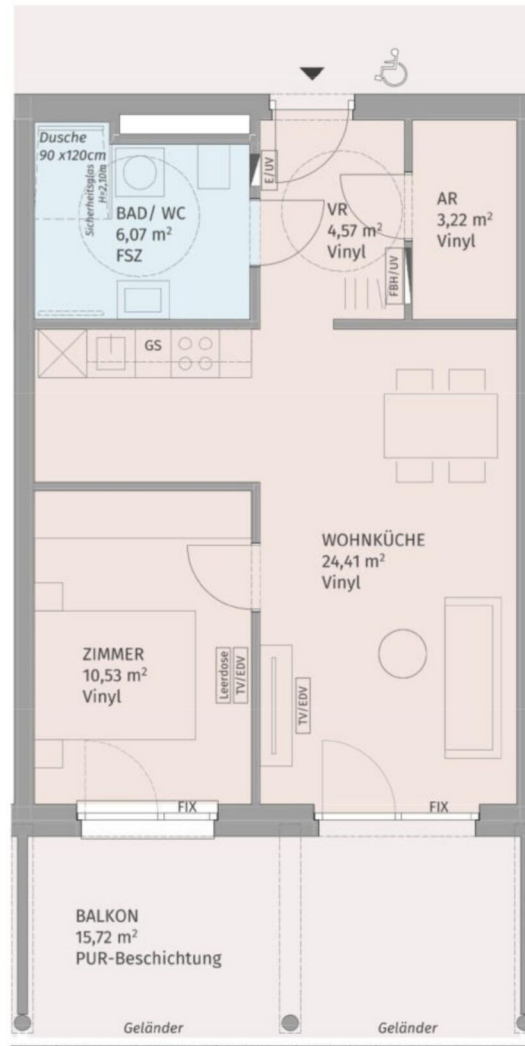 Dusche
90 x120cm
Sicherheitsglas
H=2,10m
BAD/ WC
6,07 m²
FSZ
E/UV
VR
4,57 m²
Vinyl
AR
3,22 m²
Vinyl
FBH/UV
GS
WOHNKÜCHE
24,41 m²
Vinyl
ZIMMER
10,53 m²
Vinyl
Leerdose
TV/EDV
TV/EDV
FIX
FIX
BALKON
15,72 m²
PUR-Beschichtung
Geländer
Geländer